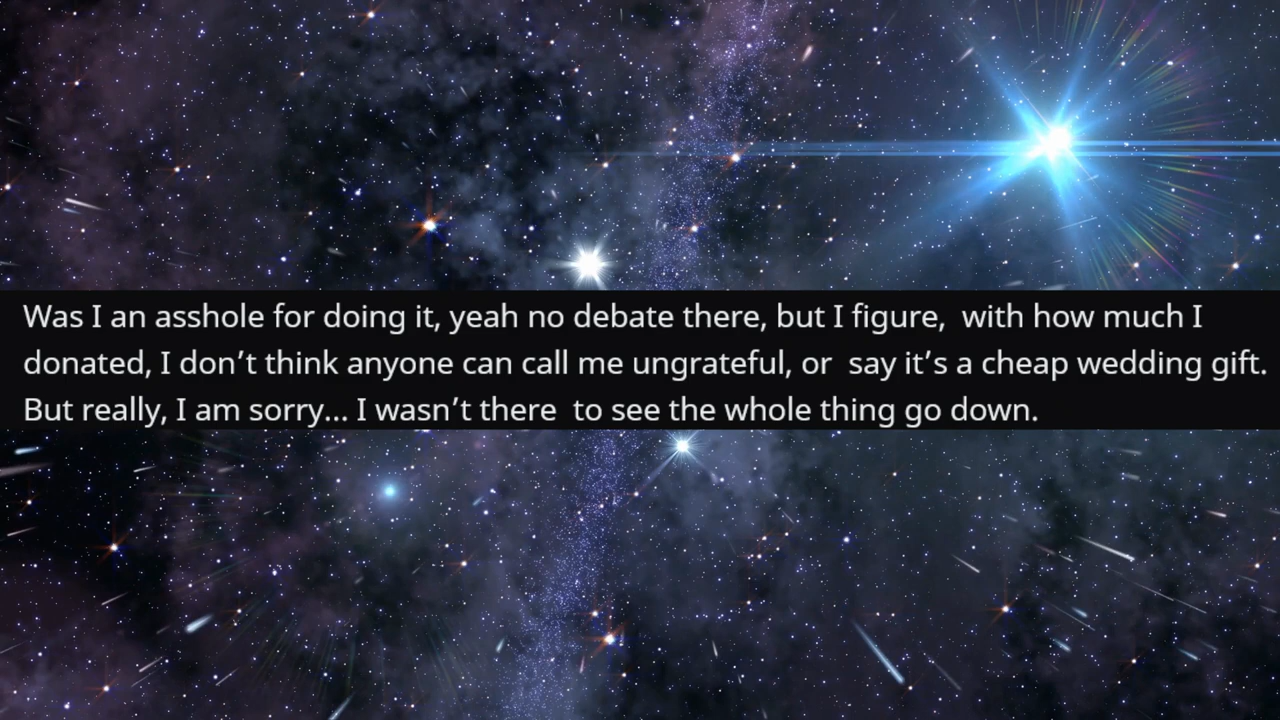 Was I an asshole for doing it, yeah no debate there, but I figure,  with how much I
donated, I don’t think anyone can call me ungrateful, or  say it’s a cheap wedding gift.
But really, I am sorry... I wasn’t there  to see the whole thing go down.